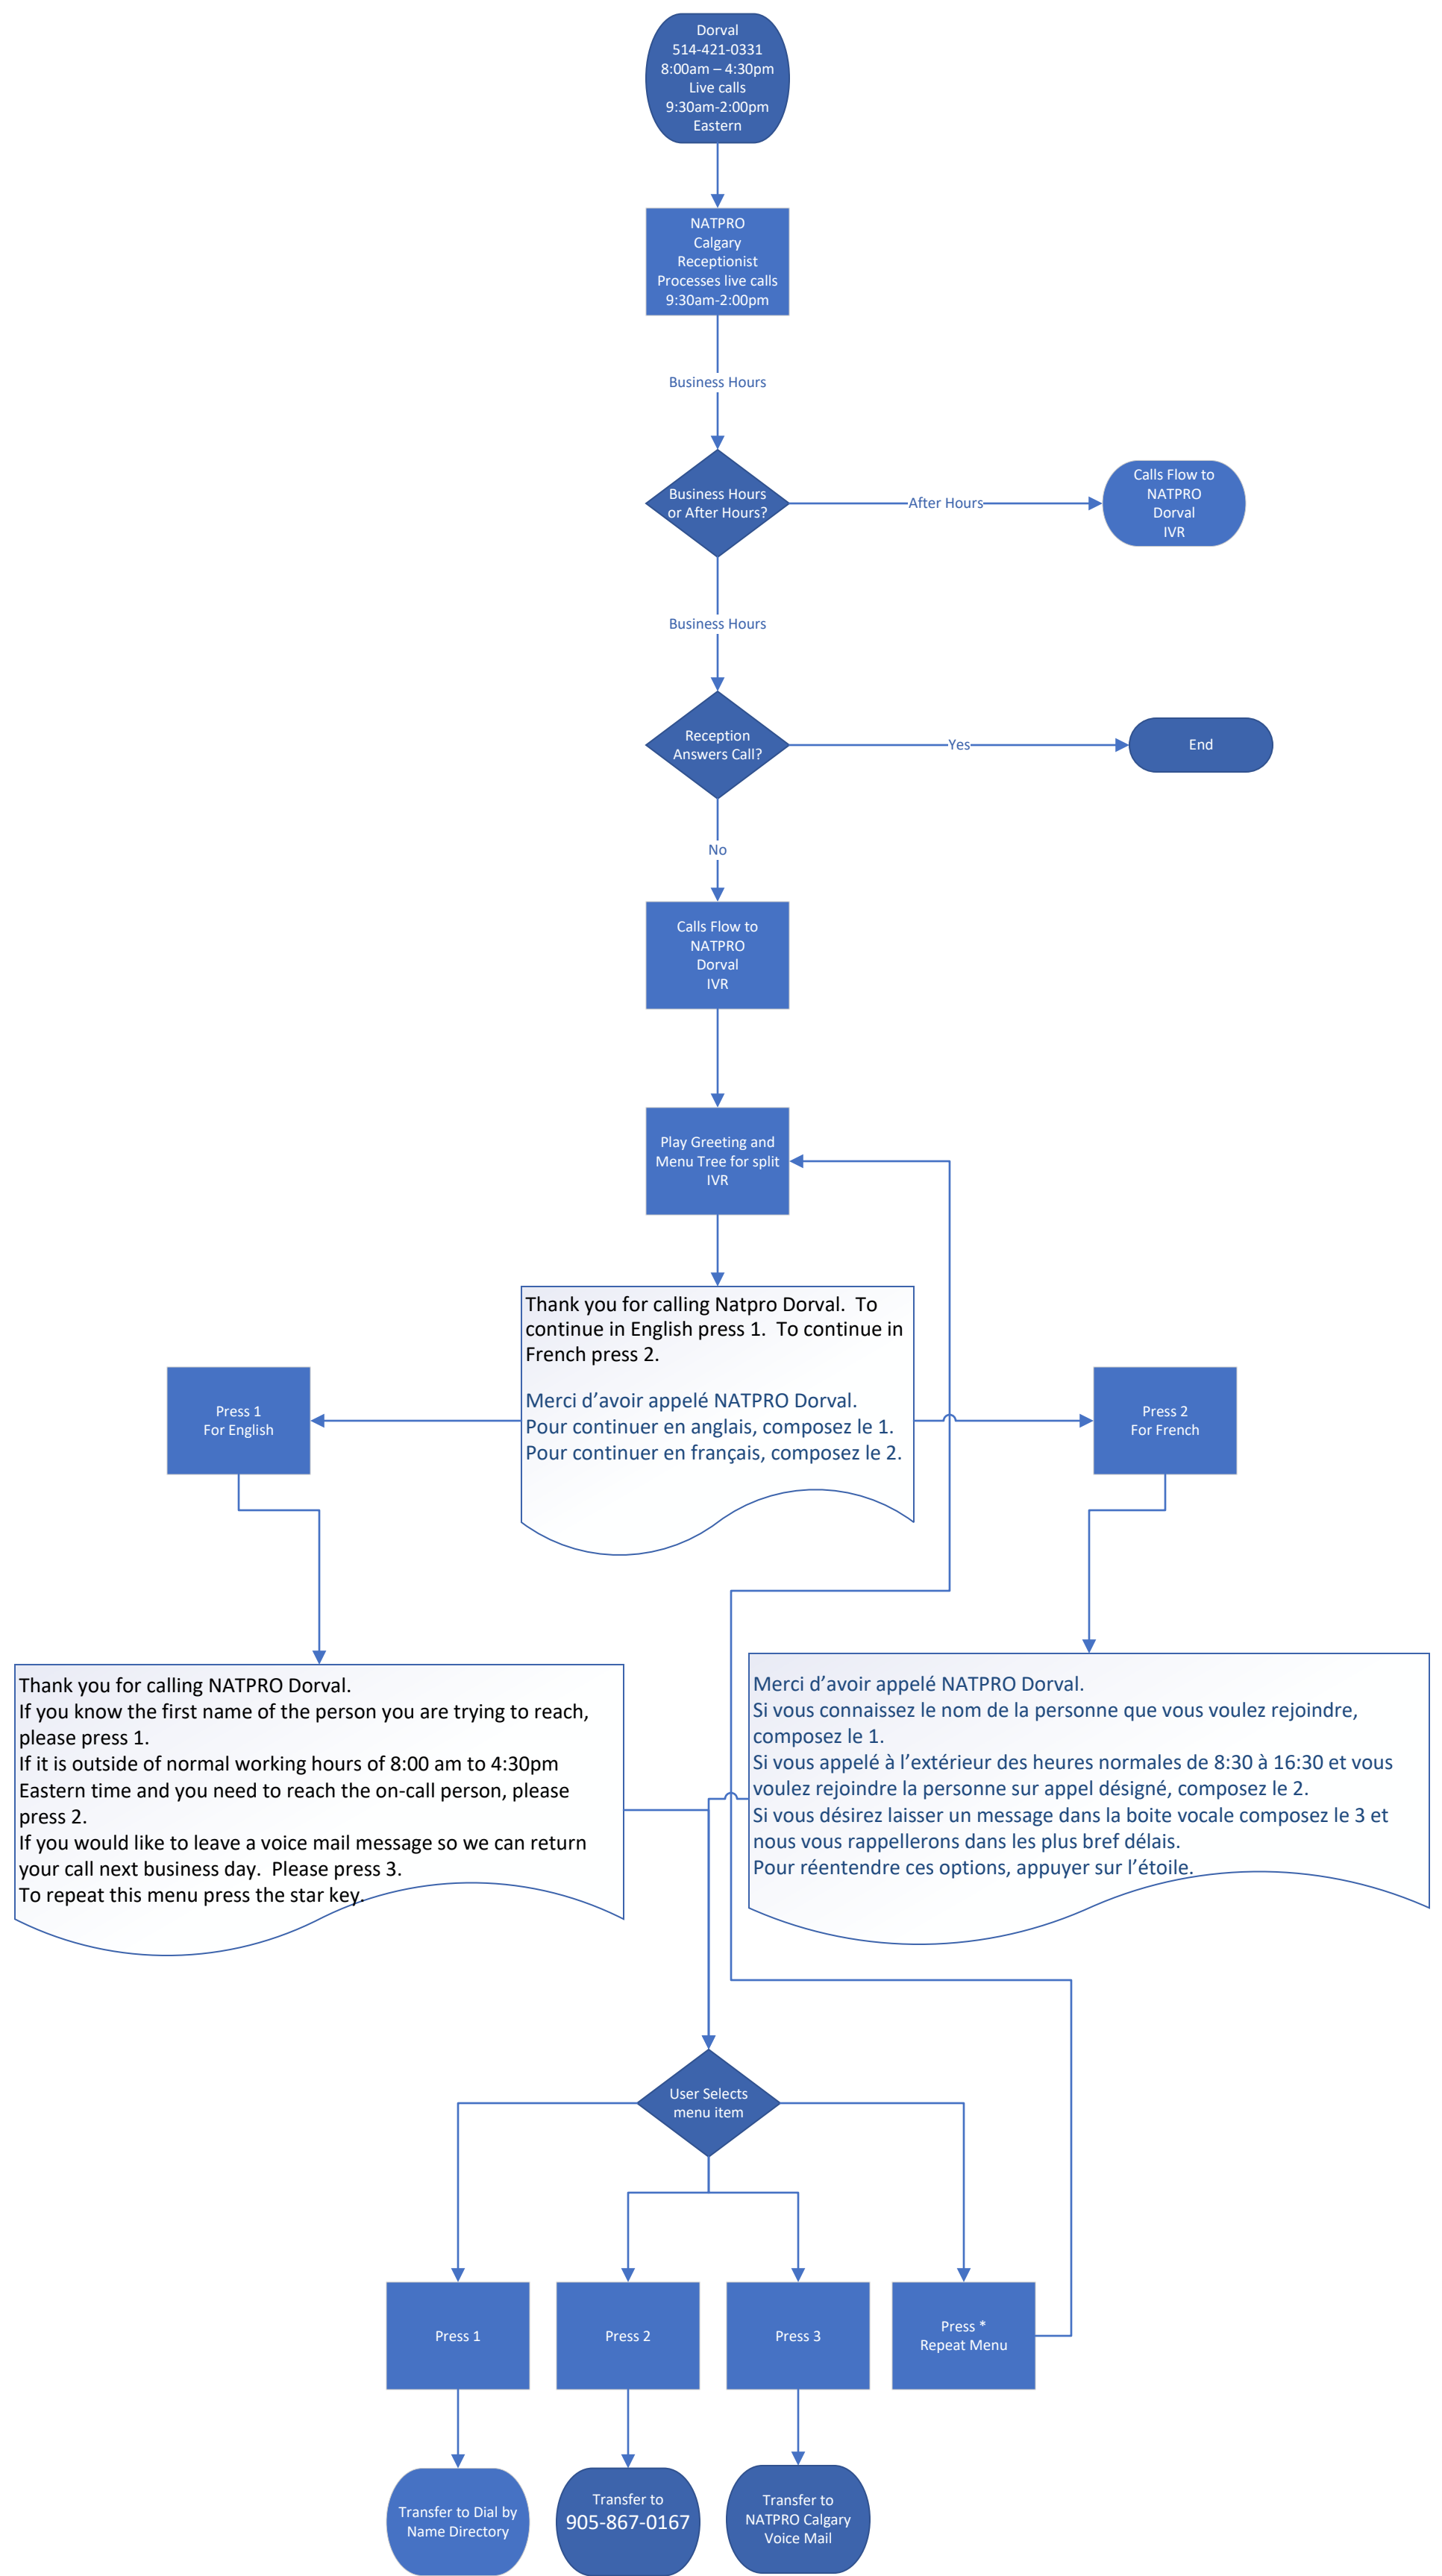 Dorval
514-421-0331
8:00am – 4:30pm
Live calls
9:30am-2:00pm
Eastern
NATPRO
Calgary
Receptionist
Processes live calls
9:30am-2:00pm
Business Hours
Business Hours
or After Hours?
After Hours
Calls Flow to
NATPRO
Dorval
IVR
Business Hours
Reception
Answers Call?
Yes
End
No
Calls Flow to
NATPRO
Dorval
IVR
Play Greeting and
Menu Tree for split
IVR
Thank you for calling Natpro Dorval.  To
continue in English press 1.  To continue in
French press 2.
Merci d’avoir appelé NATPRO Dorval.
Pour continuer en anglais, composez le 1.
Pour continuer en français, composez le 2.
Press 1
For English
Press 2
For French
Thank you for calling NATPRO Dorval.
If you know the first name of the person you are trying to reach,
please press 1.
If it is outside of normal working hours of 8:00 am to 4:30pm
Eastern time and you need to reach the on-call person, please
press 2.
If you would like to leave a voice mail message so we can return
your call next business day.  Please press 3.
To repeat this menu press the star key.
Merci d’avoir appelé NATPRO Dorval.
Si vous connaissez le nom de la personne que vous voulez rejoindre,
composez le 1.
Si vous appelé à l’extérieur des heures normales de 8:30 à 16:30 et vous
voulez rejoindre la personne sur appel désigné, composez le 2.
Si vous désirez laisser un message dans la boite vocale composez le 3 et
nous vous rappellerons dans les plus bref délais.
Pour réentendre ces options, appuyer sur l’étoile.
User Selects
menu item
Press 1
Press 2
Press 3
Press *
Repeat Menu
Transfer to Dial by
Name Directory
Transfer to
905-867-0167
Transfer to
NATPRO Calgary
Voice Mail